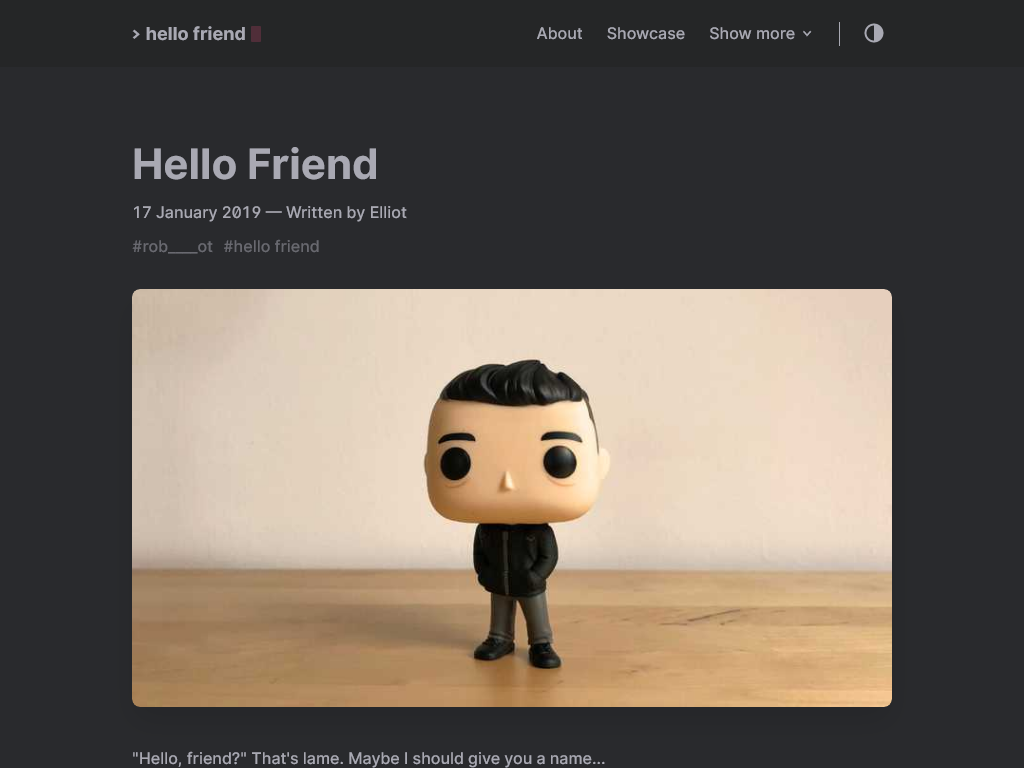 > hello friend
About Showcase Show more
Hello Friend
17 January 2019 — Written by Elliot
#rob____ot #hello friend
"Hello, friend?" That's lame. Maybe I should give you a name...